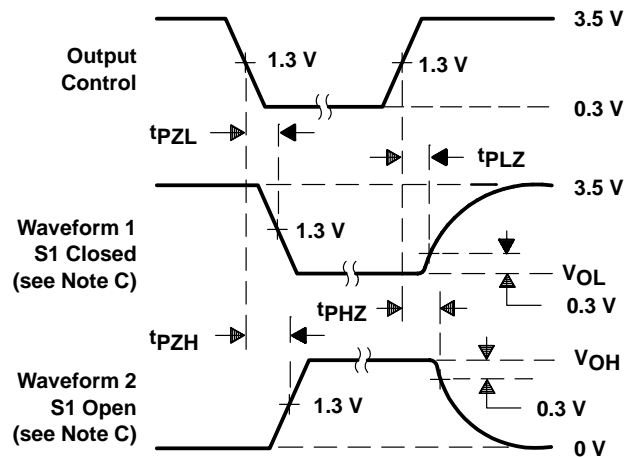 3.5 V
Output
Control
1.3 V
1.3 V
0.3 V
tPZL
tPLZ
3.5 V
Waveform 1
S1 Closed
(see Note C)
1.3 V
VOL
0.3 V
tPHZ
tPZH
VOH
Waveform 2
S1 Open
(see Note C)
1.3 V
0.3 V
0 V